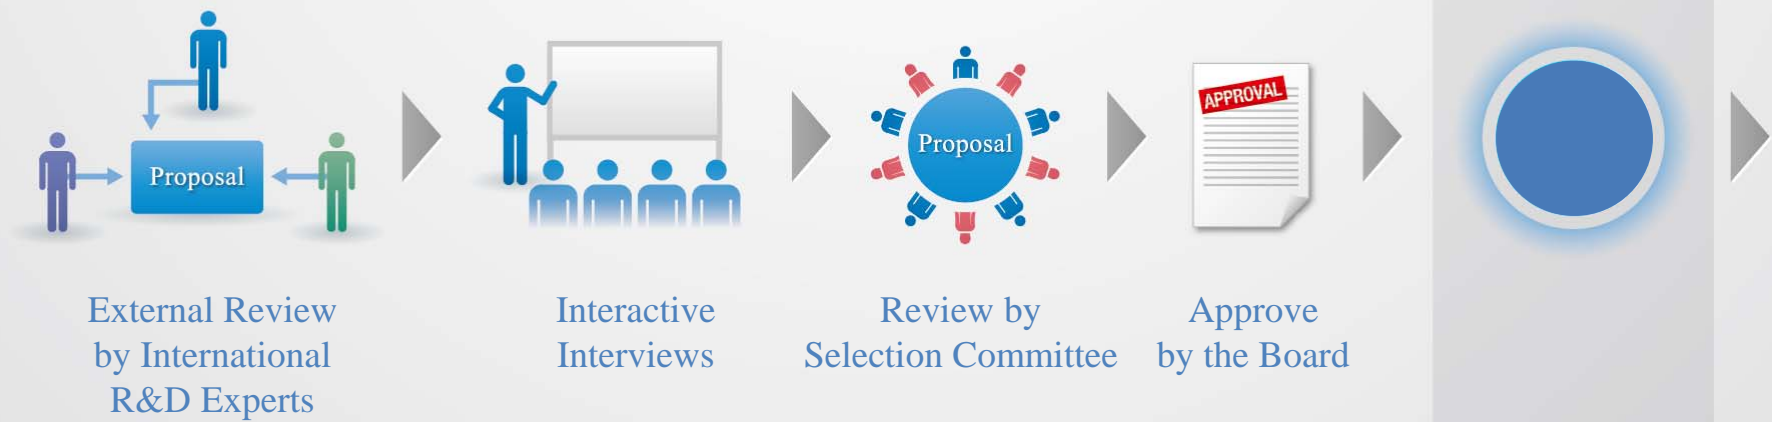 Proposal
External Review
by International
R&D Experts
Interactive
Interviews
Proposal
Review by
Selection Committee
APPROVAL
Approve
by the Board